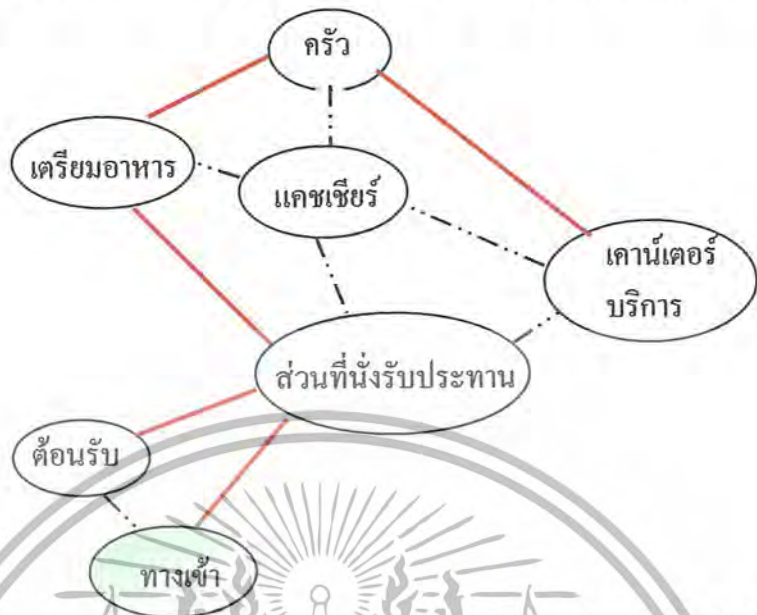 ครัว
เตรียมอาหาร
แคชเชียร์
เคาน์เตอร์
บริการ
ส่วนที่นั่งรับประทาน
ต้อนรับ
ทางเข้า